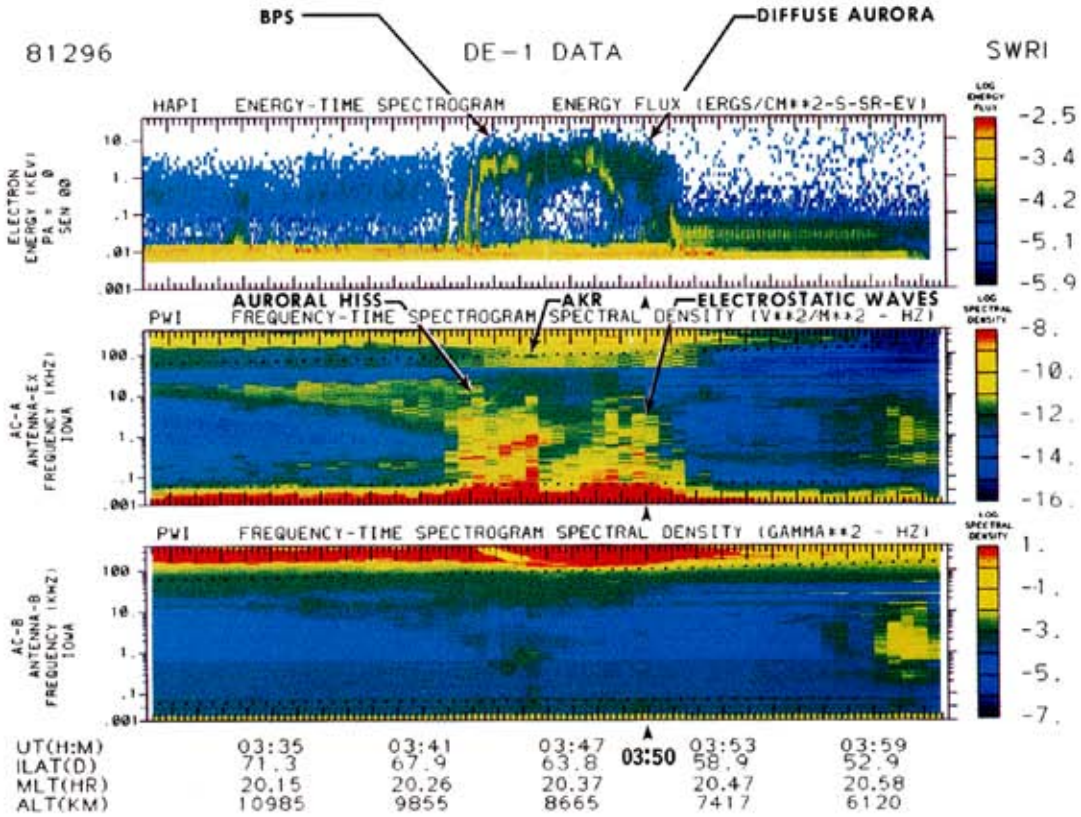 BPS
DIFFUSE AURORA
81296
DE-1 DATA
SWRI
HAPI ENERGY-TIME SPECTROGRAM ENERGY FLUX (ERGS/CM**2-S-SR-EV)
LOG
ENERGY
FLUX
ELECTRON
ENERGY (KEV)
PA = 0
SEN 00
10.
1.
.1
.01
.001
-2.5
-3.4
-4.2
-5.1
-5.9
AURORAL HISS
AKR
ELECTROSTATIC WAVES
PWI FREQUENCY-TIME SPECTROGRAM SPECTRAL DENSITY (V**2/M**2 - HZ)
LOG
SPECTRAL
DENSITY
AC-A
ANTENNA-EX
FREQUENCY (KHZ)
IOWA
100.
10.
1.
.1
.001
-8.
-10.
-12.
-14.
-16.
PWI FREQUENCY-TIME SPECTROGRAM SPECTRAL DENSITY (GAMMA**2 - HZ)
LOG
SPECTRAL
DENSITY
AC-B
ANTENNA-B
FREQUENCY (KHZ)
IOWA
100
10.
1.
.1
.001
1.
-1.
-3.
-5.
-7.
UT(H:M) 03:35 03:41 03:47 03:50 03:53 03:59
ILAT(D) 71.3 67.9 63.8 58.9 52.9
MLT(HR) 20.15 20.26 20.37 20.47 20.58
ALT(KM) 10985 9855 8665 7417 6120